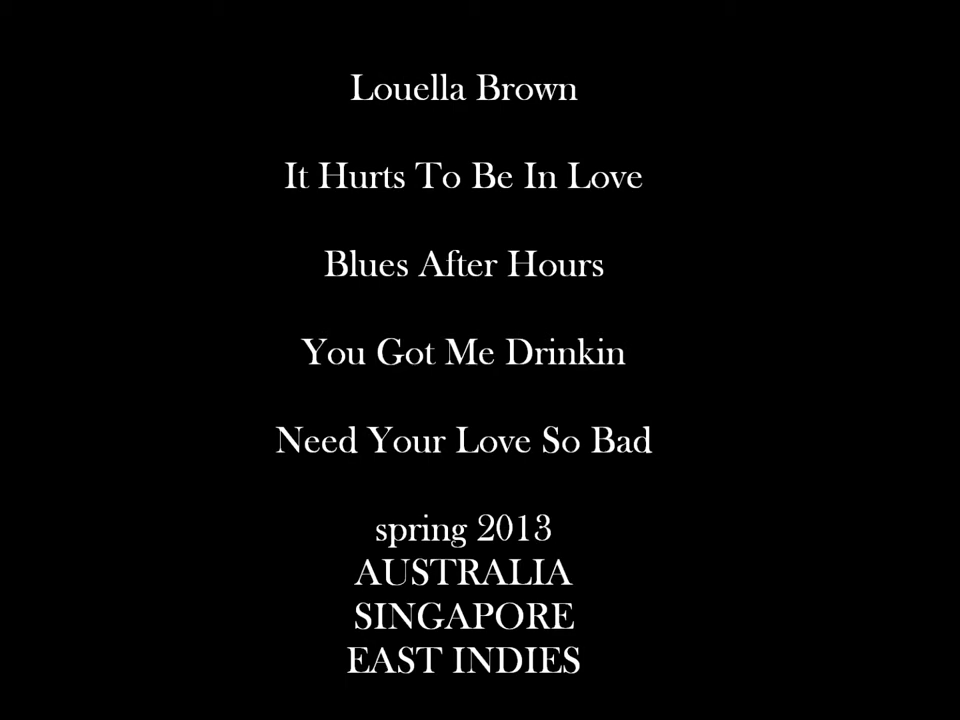 Louella Brown
It Hurts To Be In Love
Blues After Hours
You Got Me Drinkin
Need Your Love So Bad
spring 2013
AUSTRALIA
SINGAPORE
EAST INDIES